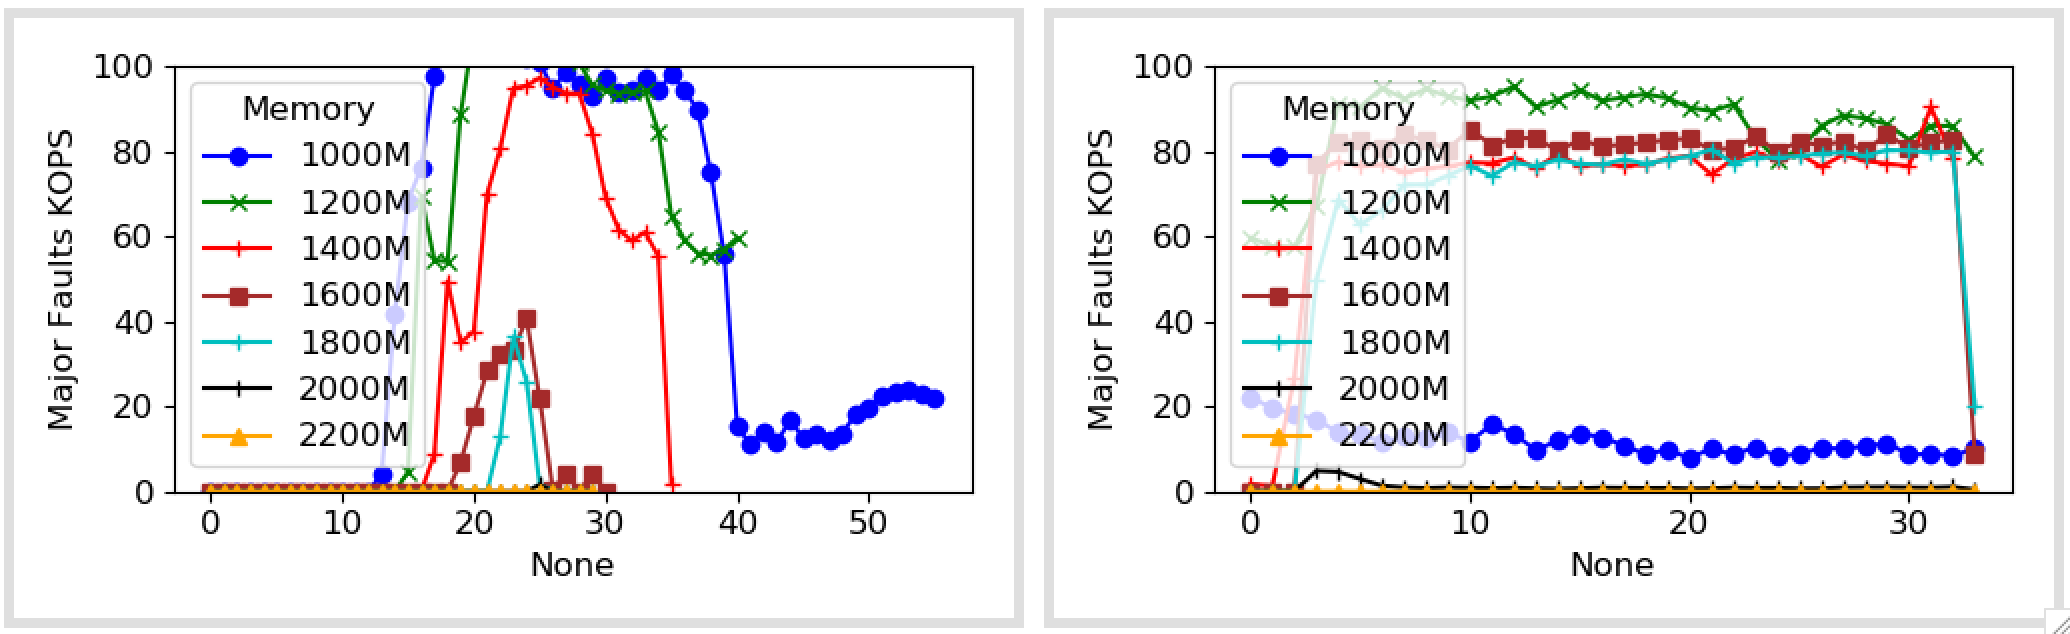 Major Faults KOPS
100
80
60
40
20
0
Memory
1000M
1200M
1400M
1600M
1800M
2000M
2200M
0 10 20 30 40 50
None
Major Faults KOPS
100
80
60
40
20
0
Memory
1000M
1200M
1400M
1600M
1800M
2000M
2200M
0 10 20 30
None